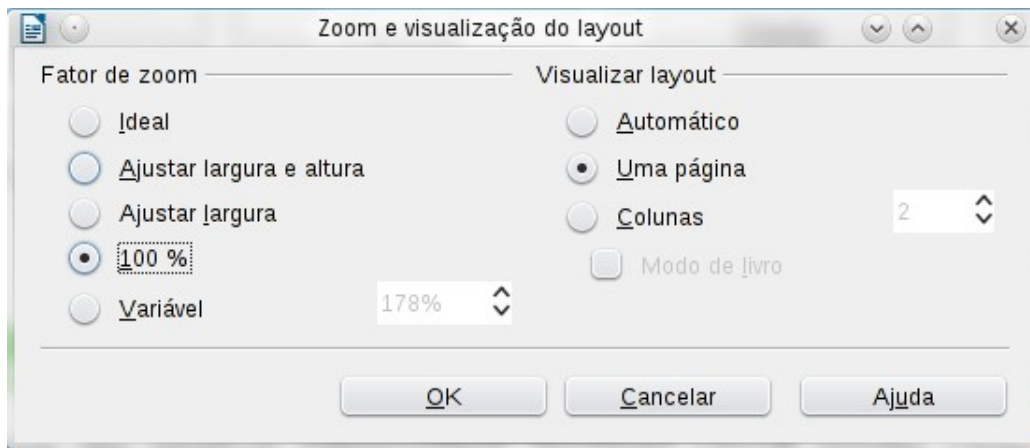 Zoom e visualização do layout
Fator de zoom
Ideal
Ajustar largura e altura
Ajustar largura
100 %
Variável
178%
Visualizar layout
Automático
Uma página
Colunas
2
Modo de livro
OK
Cancelar
Ajuda